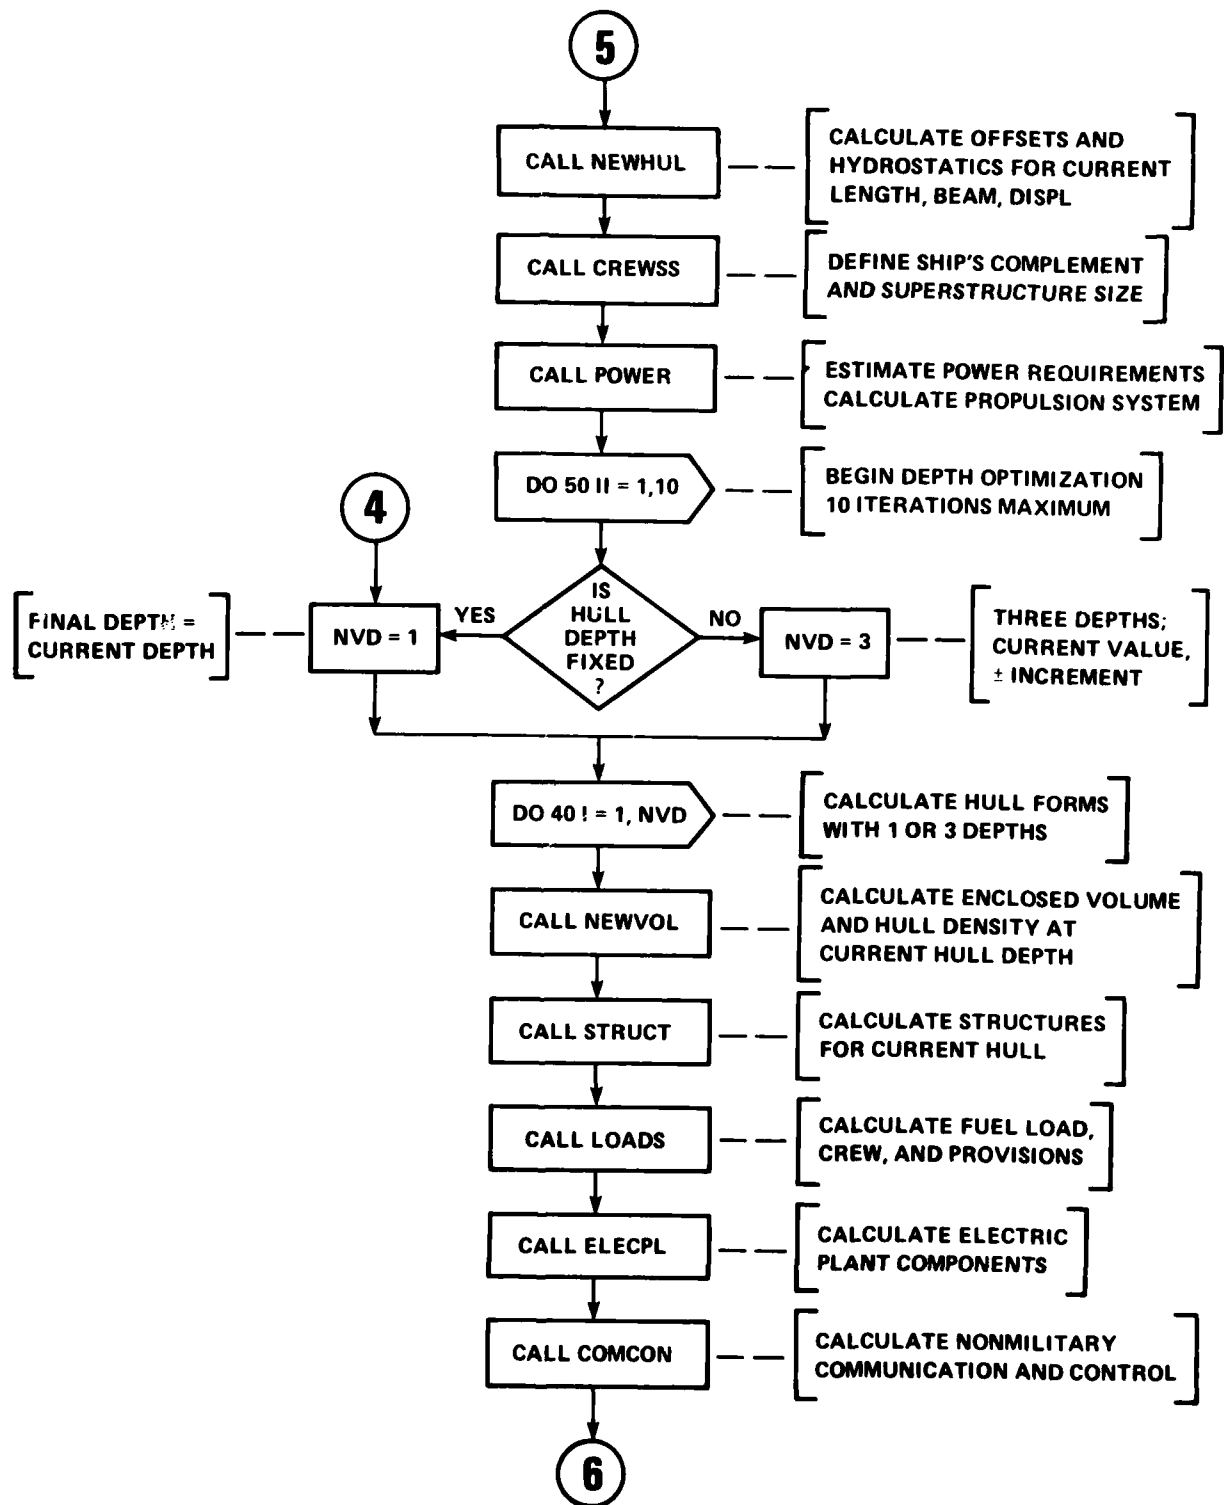 5
CALL NEWHUL
CALCULATE OFFSETS AND
HYDROSTATICS FOR CURRENT
LENGTH, BEAM, DISPL
CALL CREWSS
DEFINE SHIP'S COMPLEMENT
AND SUPERSTRUCTURE SIZE
CALL POWER
ESTIMATE POWER REQUIREMENTS
CALCULATE PROPULSION SYSTEM
DO 50 II = 1,10
BEGIN DEPTH OPTIMIZATION
10 ITERATIONS MAXIMUM
4
FINAL DEPTH =
CURRENT DEPTH
NVD = 1
YES
IS
HULL
DEPTH
FIXED
?
NO
NVD = 3
THREE DEPTHS;
CURRENT VALUE,
± INCREMENT
DO 40 I = 1, NVD
CALCULATE HULL FORMS
WITH 1 OR 3 DEPTHS
CALL NEWVOL
CALCULATE ENCLOSED VOLUME
AND HULL DENSITY AT
CURRENT HULL DEPTH
CALL STRUCT
CALCULATE STRUCTURES
FOR CURRENT HULL
CALL LOADS
CALCULATE FUEL LOAD,
CREW, AND PROVISIONS
CALL ELECPL
CALCULATE ELECTRIC
PLANT COMPONENTS
CALL COMCON
CALCULATE NONMILITARY
COMMUNICATION AND CONTROL
6